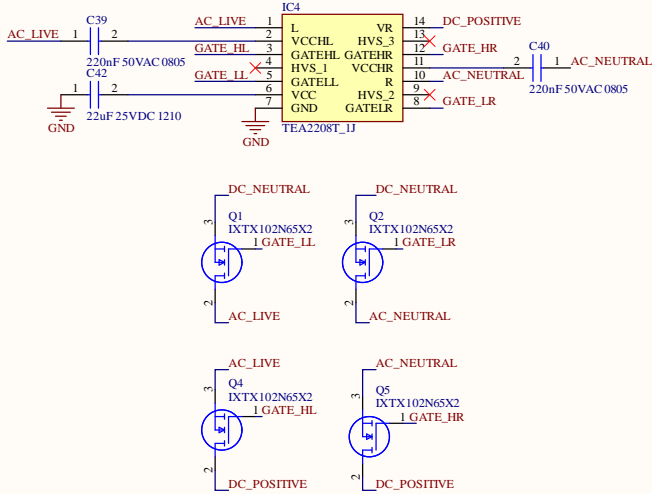 IC4
C39
AC_LIVE 1 2
220nF 50VAC 0805
AC_LIVE 1 L VR 14 DC_POSITIVE
2 VCCHL HVS_3 13
GATE_HL 3 GATEHL GATEHR 12 GATE_HR
4 HVS_1 VCCHR 11
GATE_LL 5 GATELL R 10 AC_NEUTRAL
6 VCC HVS_2 9
7 GND GATELR 8 GATE_LR
TEA2208T_1J
GND
C40
2 1 AC_NEUTRAL
220nF 50VAC 0805
C42
1 2
22uF 25VDC 1210
GND
DC_NEUTRAL
3 Q1
IXTX102N65X2
1 GATE_LL
2
AC_LIVE
DC_NEUTRAL
3 Q2
IXTX102N65X2
1 GATE_LR
2
AC_NEUTRAL
AC_LIVE
3 Q4
IXTX102N65X2
1 GATE_HL
2
DC_POSITIVE
AC_NEUTRAL
3 Q5
IXTX102N65X2
1 GATE_HR
2
DC_POSITIVE